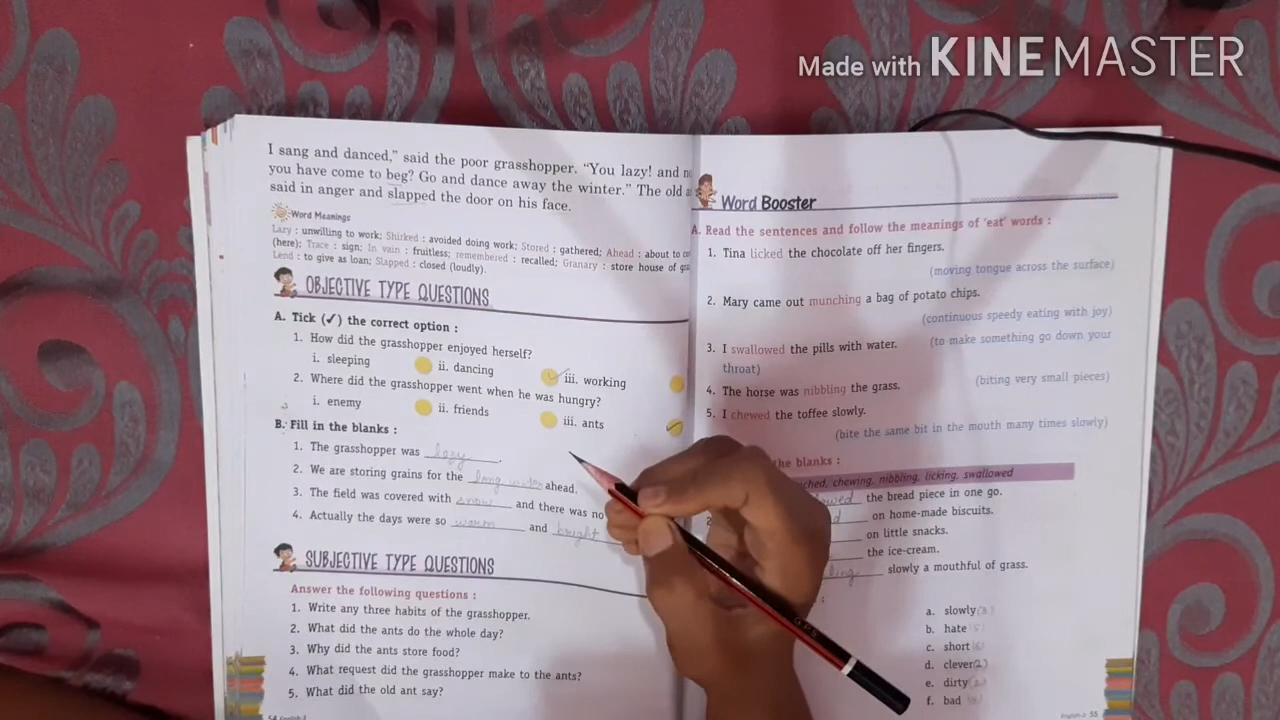 Made with KINEMASTER
I sang and danced,” said the poor grasshopper. “You lazy! and
you have come to beg? Go and dance away the winter.” The old
said in anger and slapped the door on his face.
Word Meanings
Lazy : unwilling to work; Shirked : avoided doing work; Stored : gathered; Ahead : about to
(here); Trace : sign; In vain : fruitless; remembered : recalled; Granary : store house of
Lend : to give as loan; Slapped : closed (loudly).
OBJECTIVE TYPE QUESTIONS
A. Tick (✓) the correct option :
1. How did the grasshopper enjoyed herself?
i. sleeping ii. dancing ✓ iii. working
2. Where did the grasshopper went when he was hungry?
i. enemy ii. friends iii. ants ✓
B. Fill in the blanks :
1. The grasshopper was lazy.
2. We are storing grains for the long winter ahead.
3. The field was covered with snow and there was no
4. Actually the days were so warm and bright
SUBJECTIVE TYPE QUESTIONS
Answer the following questions :
1. Write any three habits of the grasshopper.
2. What did the ants do the whole day?
3. Why did the ants store food?
4. What request did the grasshopper make to the ants?
5. What did the old ant say?
54 English-3
Word Booster
A. Read the sentences and follow the meanings of ‘eat’ words :
1. Tina licked the chocolate off her fingers.
(moving tongue across the surface)
2. Mary came out munching a bag of potato chips.
(continuous speedy eating with joy)
3. I swallowed the pills with water. (to make something go down your
throat)
4. The horse was nibbling the grass. (biting very small pieces)
5. I chewed the toffee slowly.
(bite the same bit in the mouth many times slowly)
the blanks :
chewing, nibbling, licking, swallowed
the bread piece in one go.
on home-made biscuits.
on little snacks.
the ice-cream.
slowly a mouthful of grass.
a. slowly
b. hate
c. short
d. clever
e. dirty
f. bad
English-3 55